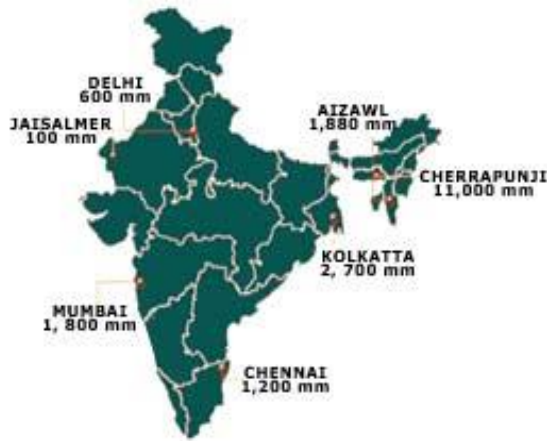 DELHI
600 mm
JAISALMER
100 mm
AIZAWL
1,880 mm
CHERRAPUNJI
11,000 mm
KOLKATTA
2, 700 mm
MUMBAI
1, 800 mm
CHENNAI
1,200 mm